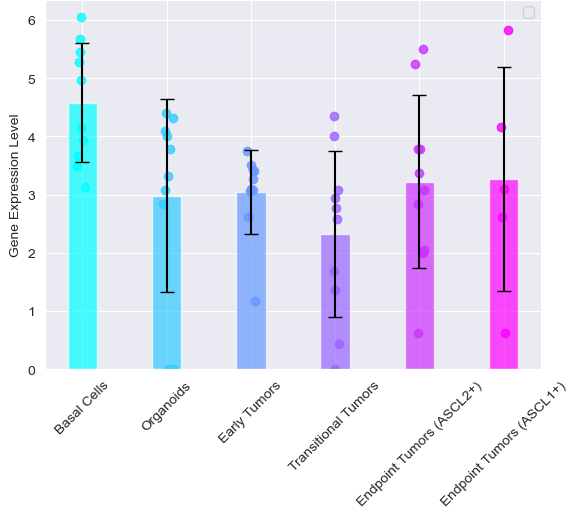 Gene Expression Level
6
5
4
3
2
1
0
Basal Cells
Organoids
Early Tumors
Transitional Tumors
Endpoint Tumors (ASCL2+)
Endpoint Tumors (ASCL1+)